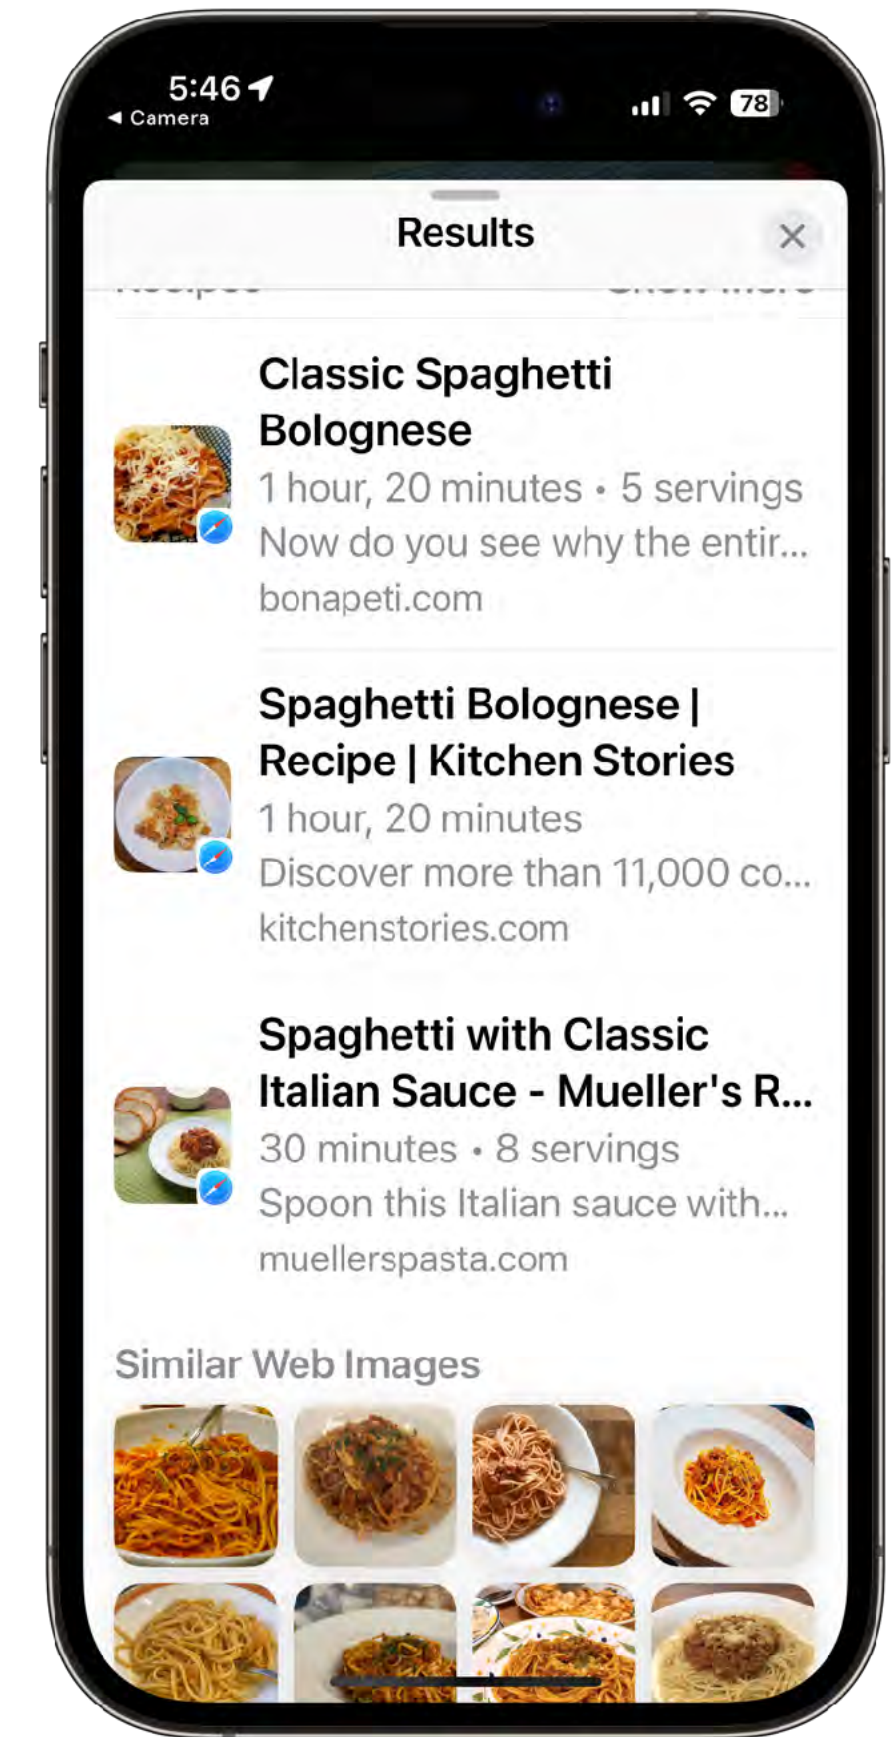 5:46
78
◀ Camera
Results
Recipes
Show More
Classic Spaghetti
Bolognese
1 hour, 20 minutes • 5 servings
Now do you see why the entir...
bonapeti.com
Spaghetti Bolognese |
Recipe | Kitchen Stories
1 hour, 20 minutes
Discover more than 11,000 co...
kitchenstories.com
Spaghetti with Classic
Italian Sauce - Mueller's R...
30 minutes • 8 servings
Spoon this Italian sauce with...
muellerspasta.com
Similar Web Images